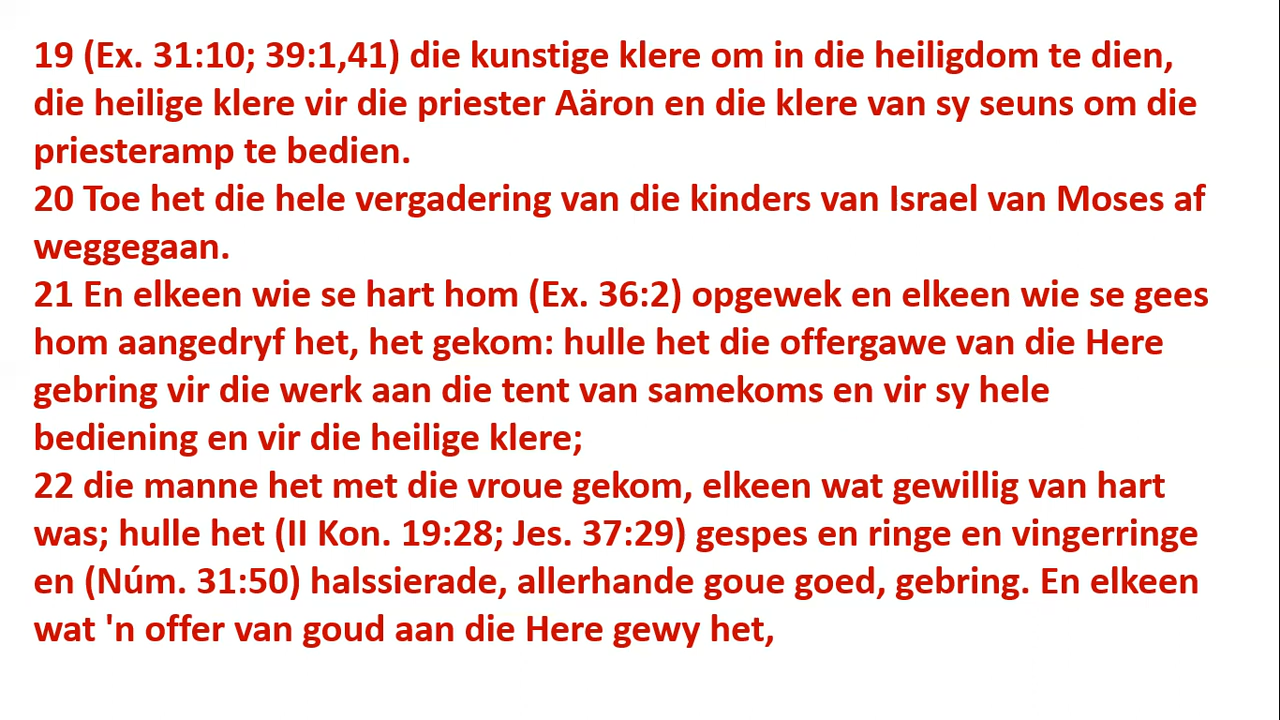 19 (Ex. 31:10; 39:1,41) die kunstige klere om in die heiligdom te dien,
die heilige klere vir die priester Aäron en die klere van sy seuns om die
priesteramp te bedien.
20 Toe het die hele vergadering van die kinders van Israel van Moses af
weggegaan.
21 En elkeen wie se hart hom (Ex. 36:2) opgewek en elkeen wie se gees
hom aangedryf het, het gekom: hulle het die offergawe van die Here
gebring vir die werk aan die tent van samekoms en vir sy hele
bediening en vir die heilige klere;
22 die manne het met die vroue gekom, elkeen wat gewillig van hart
was; hulle het (II Kon. 19:28; Jes. 37:29) gespes en ringe en vingerringe
en (Núm. 31:50) halssierade, allerhande goue goed, gebring. En elkeen
wat 'n offer van goud aan die Here gewy het,